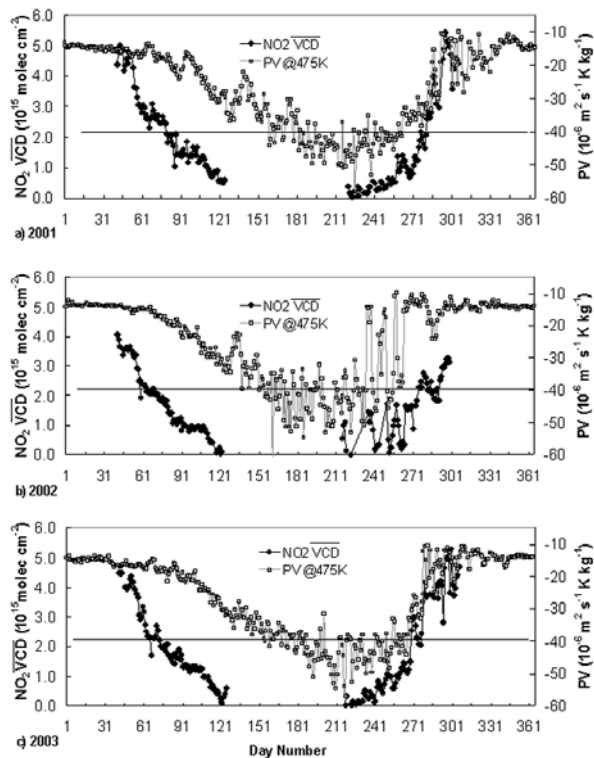 NO2 VCD (10^15 molec cm^-2)
6.0
5.0
4.0
3.0
2.0
1.0
0.0
NO2 VCD
PV@475K
-10
-20
-30
-40
-50
-60
PV (10^-6 m^2 s^-1 K kg^-1)
1 31 61 91 121 151 181 211 241 271 301 331 361
a) 2001
NO2 VCD (10^15 molec cm^-2)
6.0
5.0
4.0
3.0
2.0
1.0
0.0
NO2 VCD
PV@475K
-10
-20
-30
-40
-50
-60
PV (10^-6 m^2 s^-1 K kg^-1)
1 31 61 91 121 151 181 211 241 271 301 331 361
b) 2002
NO2 VCD (10^15 molec cm^-2)
6.0
5.0
4.0
3.0
2.0
1.0
0.0
NO2 VCD
PV@475K
-10
-20
-30
-40
-50
-60
PV (10^-6 m^2 s^-1 K kg^-1)
1 31 61 91 121 151 181 211 241 271 301 331 361
c) 2003
Day Number